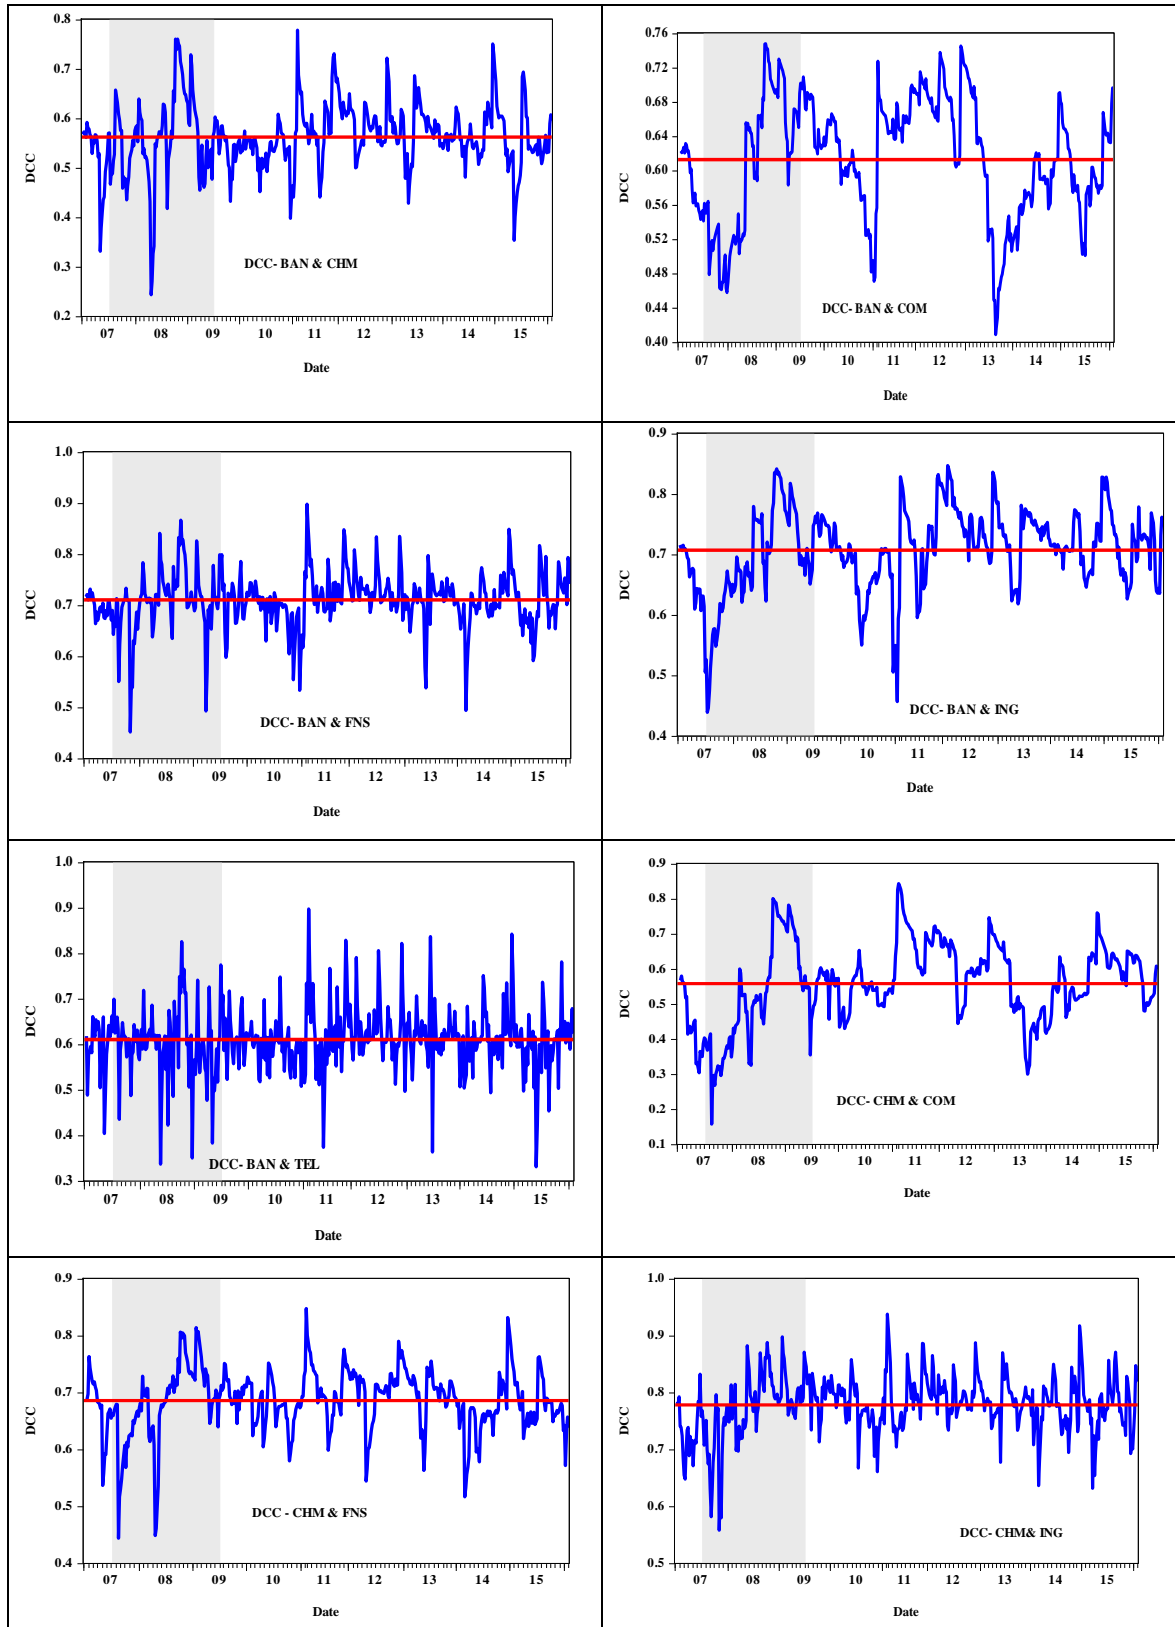 0.8
0.7
0.6
0.5
0.4
0.3
0.2
DCC
DCC- BAN & CHM
07 08 09 10 11 12 13 14 15
Date
0.76
0.72
0.68
0.64
0.60
0.56
0.52
0.48
0.44
0.40
DCC
DCC- BAN & COM
07 08 09 10 11 12 13 14 15
Date
1.0
0.9
0.8
0.7
0.6
0.5
0.4
DCC
DCC- BAN & FNS
07 08 09 10 11 12 13 14 15
Date
0.9
0.8
0.7
0.6
0.5
0.4
DCC
DCC- BAN & ING
07 08 09 10 11 12 13 14 15
Date
1.0
0.9
0.8
0.7
0.6
0.5
0.4
0.3
DCC
DCC- BAN & TEL
07 08 09 10 11 12 13 14 15
Date
0.9
0.8
0.7
0.6
0.5
0.4
0.3
0.2
0.1
DCC
DCC- CHM & COM
07 08 09 10 11 12 13 14 15
Date
0.9
0.8
0.7
0.6
0.5
0.4
DCC
DCC - CHM & FNS
07 08 09 10 11 12 13 14 15
Date
1.0
0.9
0.8
0.7
0.6
0.5
DCC
DCC- CHM& ING
07 08 09 10 11 12 13 14 15
Date